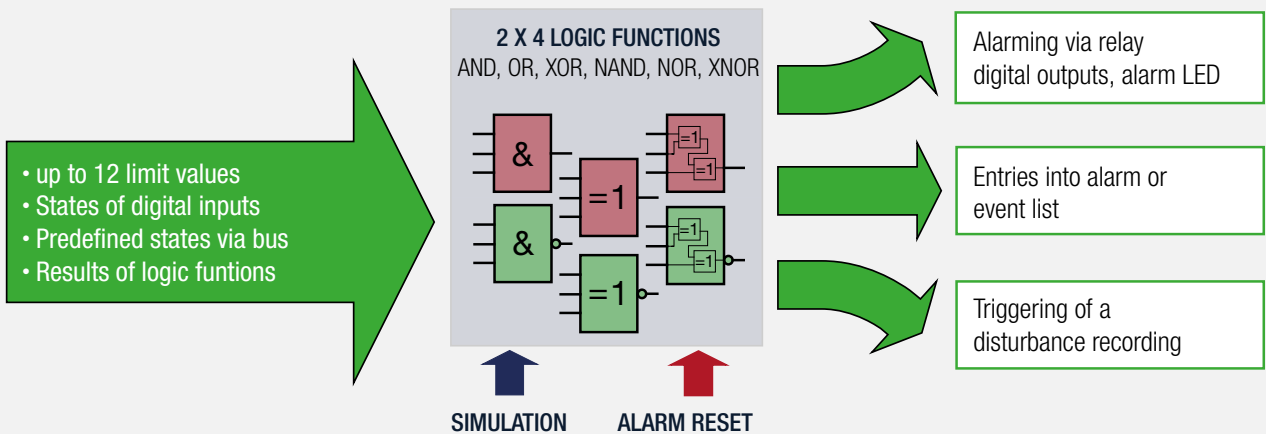 • up to 12 limit values
• States of digital inputs
• Predefined states via bus
• Results of logic funtions
2 X 4 LOGIC FUNCTIONS
AND, OR, XOR, NAND, NOR, XNOR
&
=1
=1
=1
&
=1
=1
=1
SIMULATION
ALARM RESET
Alarming via relay
digital outputs, alarm LED
Entries into alarm or
event list
Triggering of a
disturbance recording